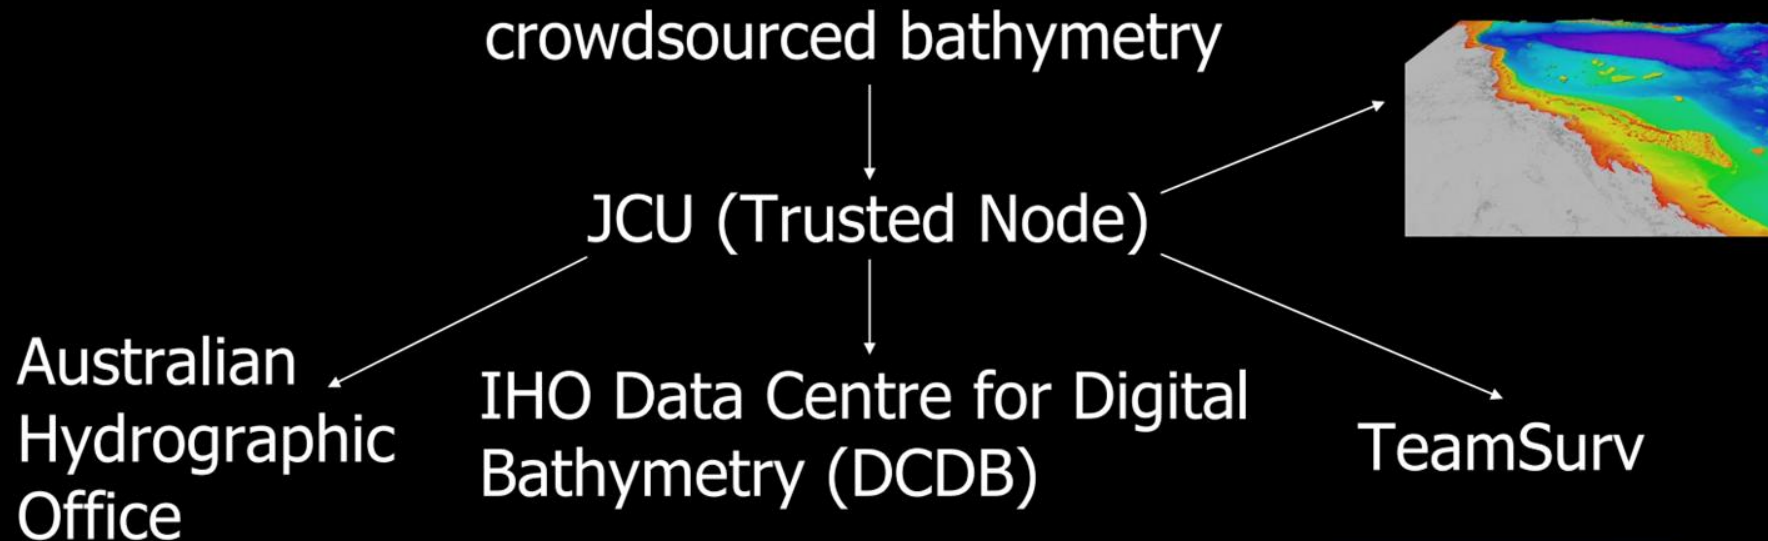 crowdsourced bathymetry
JCU (Trusted Node)
Australian
Hydrographic
Office
IHO Data Centre for Digital
Bathymetry (DCDB)
TeamSurv